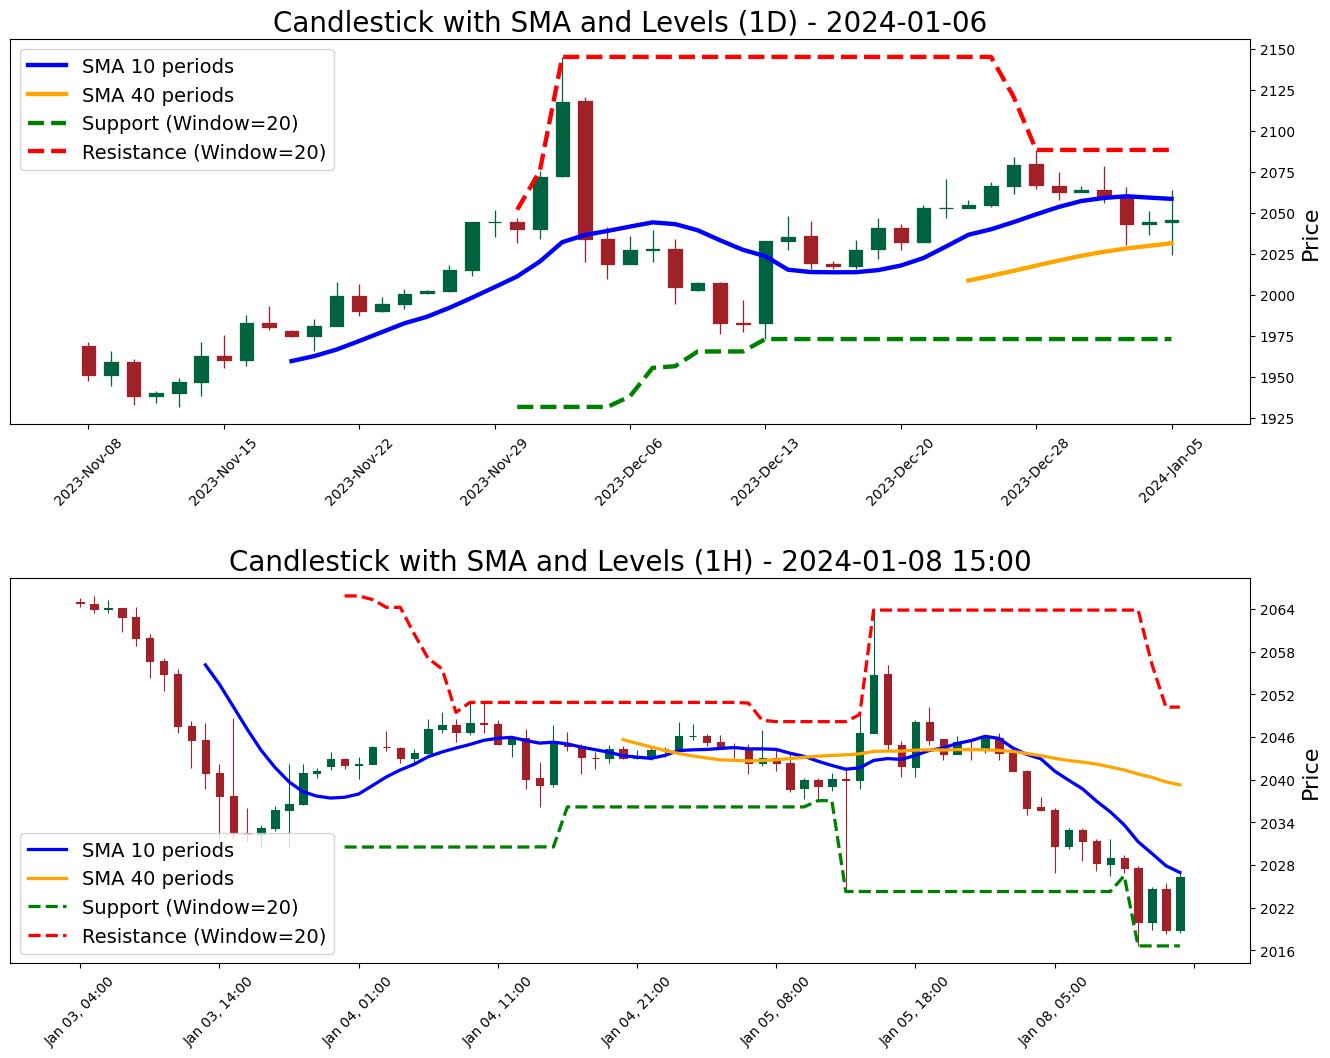 Candlestick with SMA and Levels (1D) - 2024-01-06
SMA 10 periods
SMA 40 periods
Support (Window=20)
Resistance (Window=20)
2150
2125
2100
2075
2050
2025
2000
1975
1950
1925
Price
2023-Nov-08
2023-Nov-15
2023-Nov-22
2023-Nov-29
2023-Dec-06
2023-Dec-13
2023-Dec-20
2023-Dec-28
2024-Jan-05
Candlestick with SMA and Levels (1H) - 2024-01-08 15:00
2064
2058
2052
2046
2040
2034
2028
2022
2016
Price
SMA 10 periods
SMA 40 periods
Support (Window=20)
Resistance (Window=20)
Jan 03, 04:00
Jan 03, 14:00
Jan 04, 01:00
Jan 04, 11:00
Jan 04, 21:00
Jan 05, 08:00
Jan 05, 18:00
Jan 08, 05:00